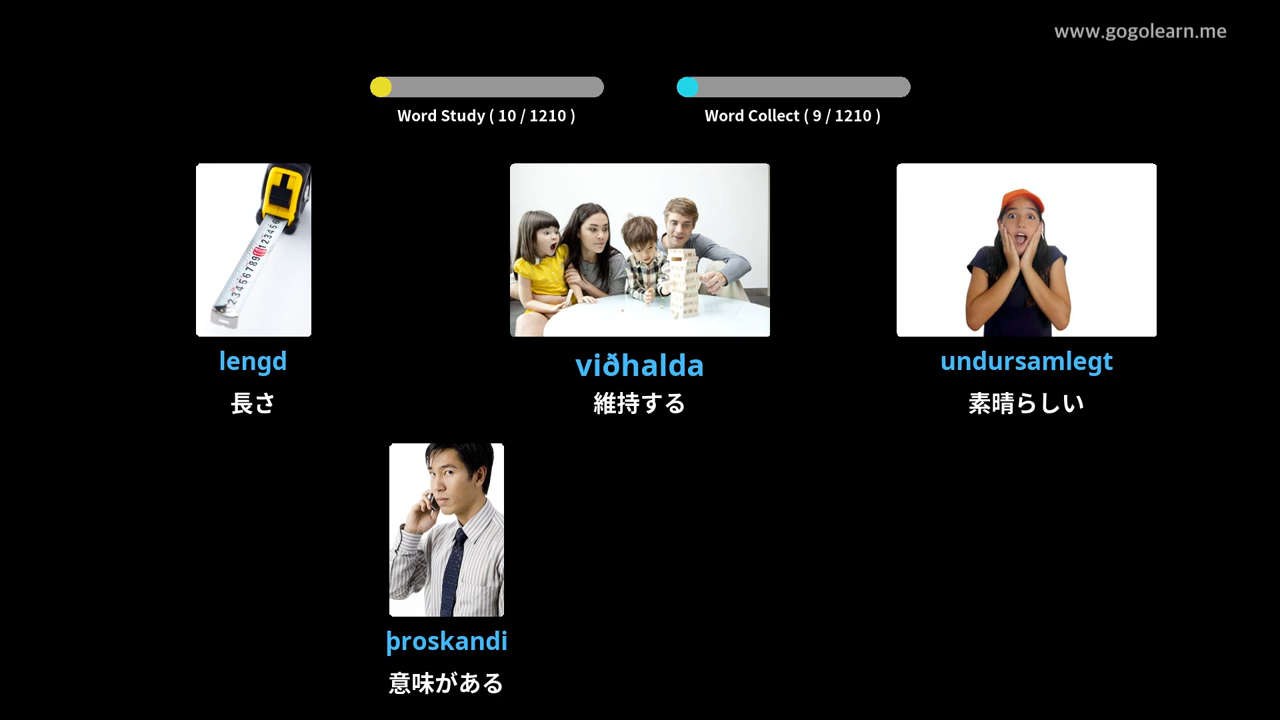 www.gogolearn.me
Word Study ( 10 / 1210 )
Word Collect ( 9 / 1210 )
lengd
長さ
viðhalda
維持する
undursamlegt
素晴らしい
þroskandi
意味がある